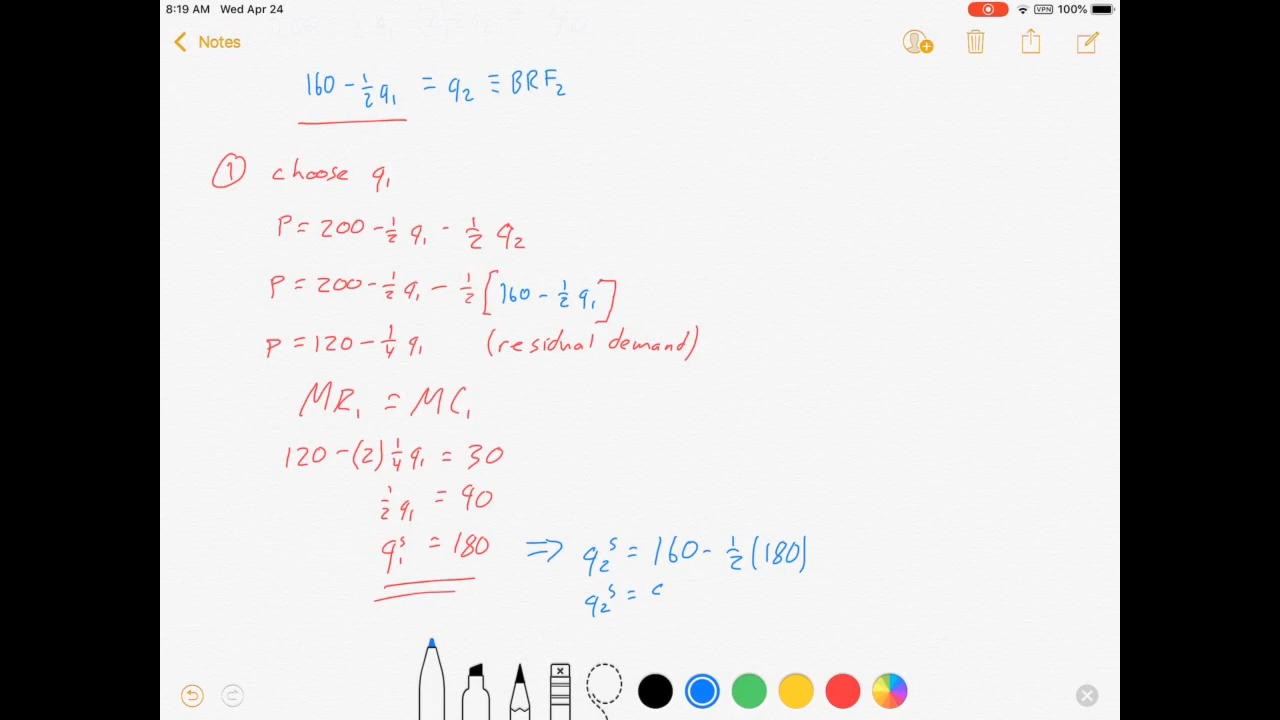 8:19 AM Wed Apr 24
VPN 100%
Notes
160 - ½ q₁ = q₂ ≡ BRF₂
① choose q₁
P = 200 - ½ q₁ - ½ q₂
P = 200 - ½ q₁ - ½ [160 - ½ q₁]
P = 120 - ¼ q₁ (residual demand)
MR₁ = MC₁
120 - (2) ¼ q₁ = 30
½ q₁ = 90
q₁ˢ = 180 ⇒ q₂ˢ = 160 - ½ (180)
q₂ˢ =